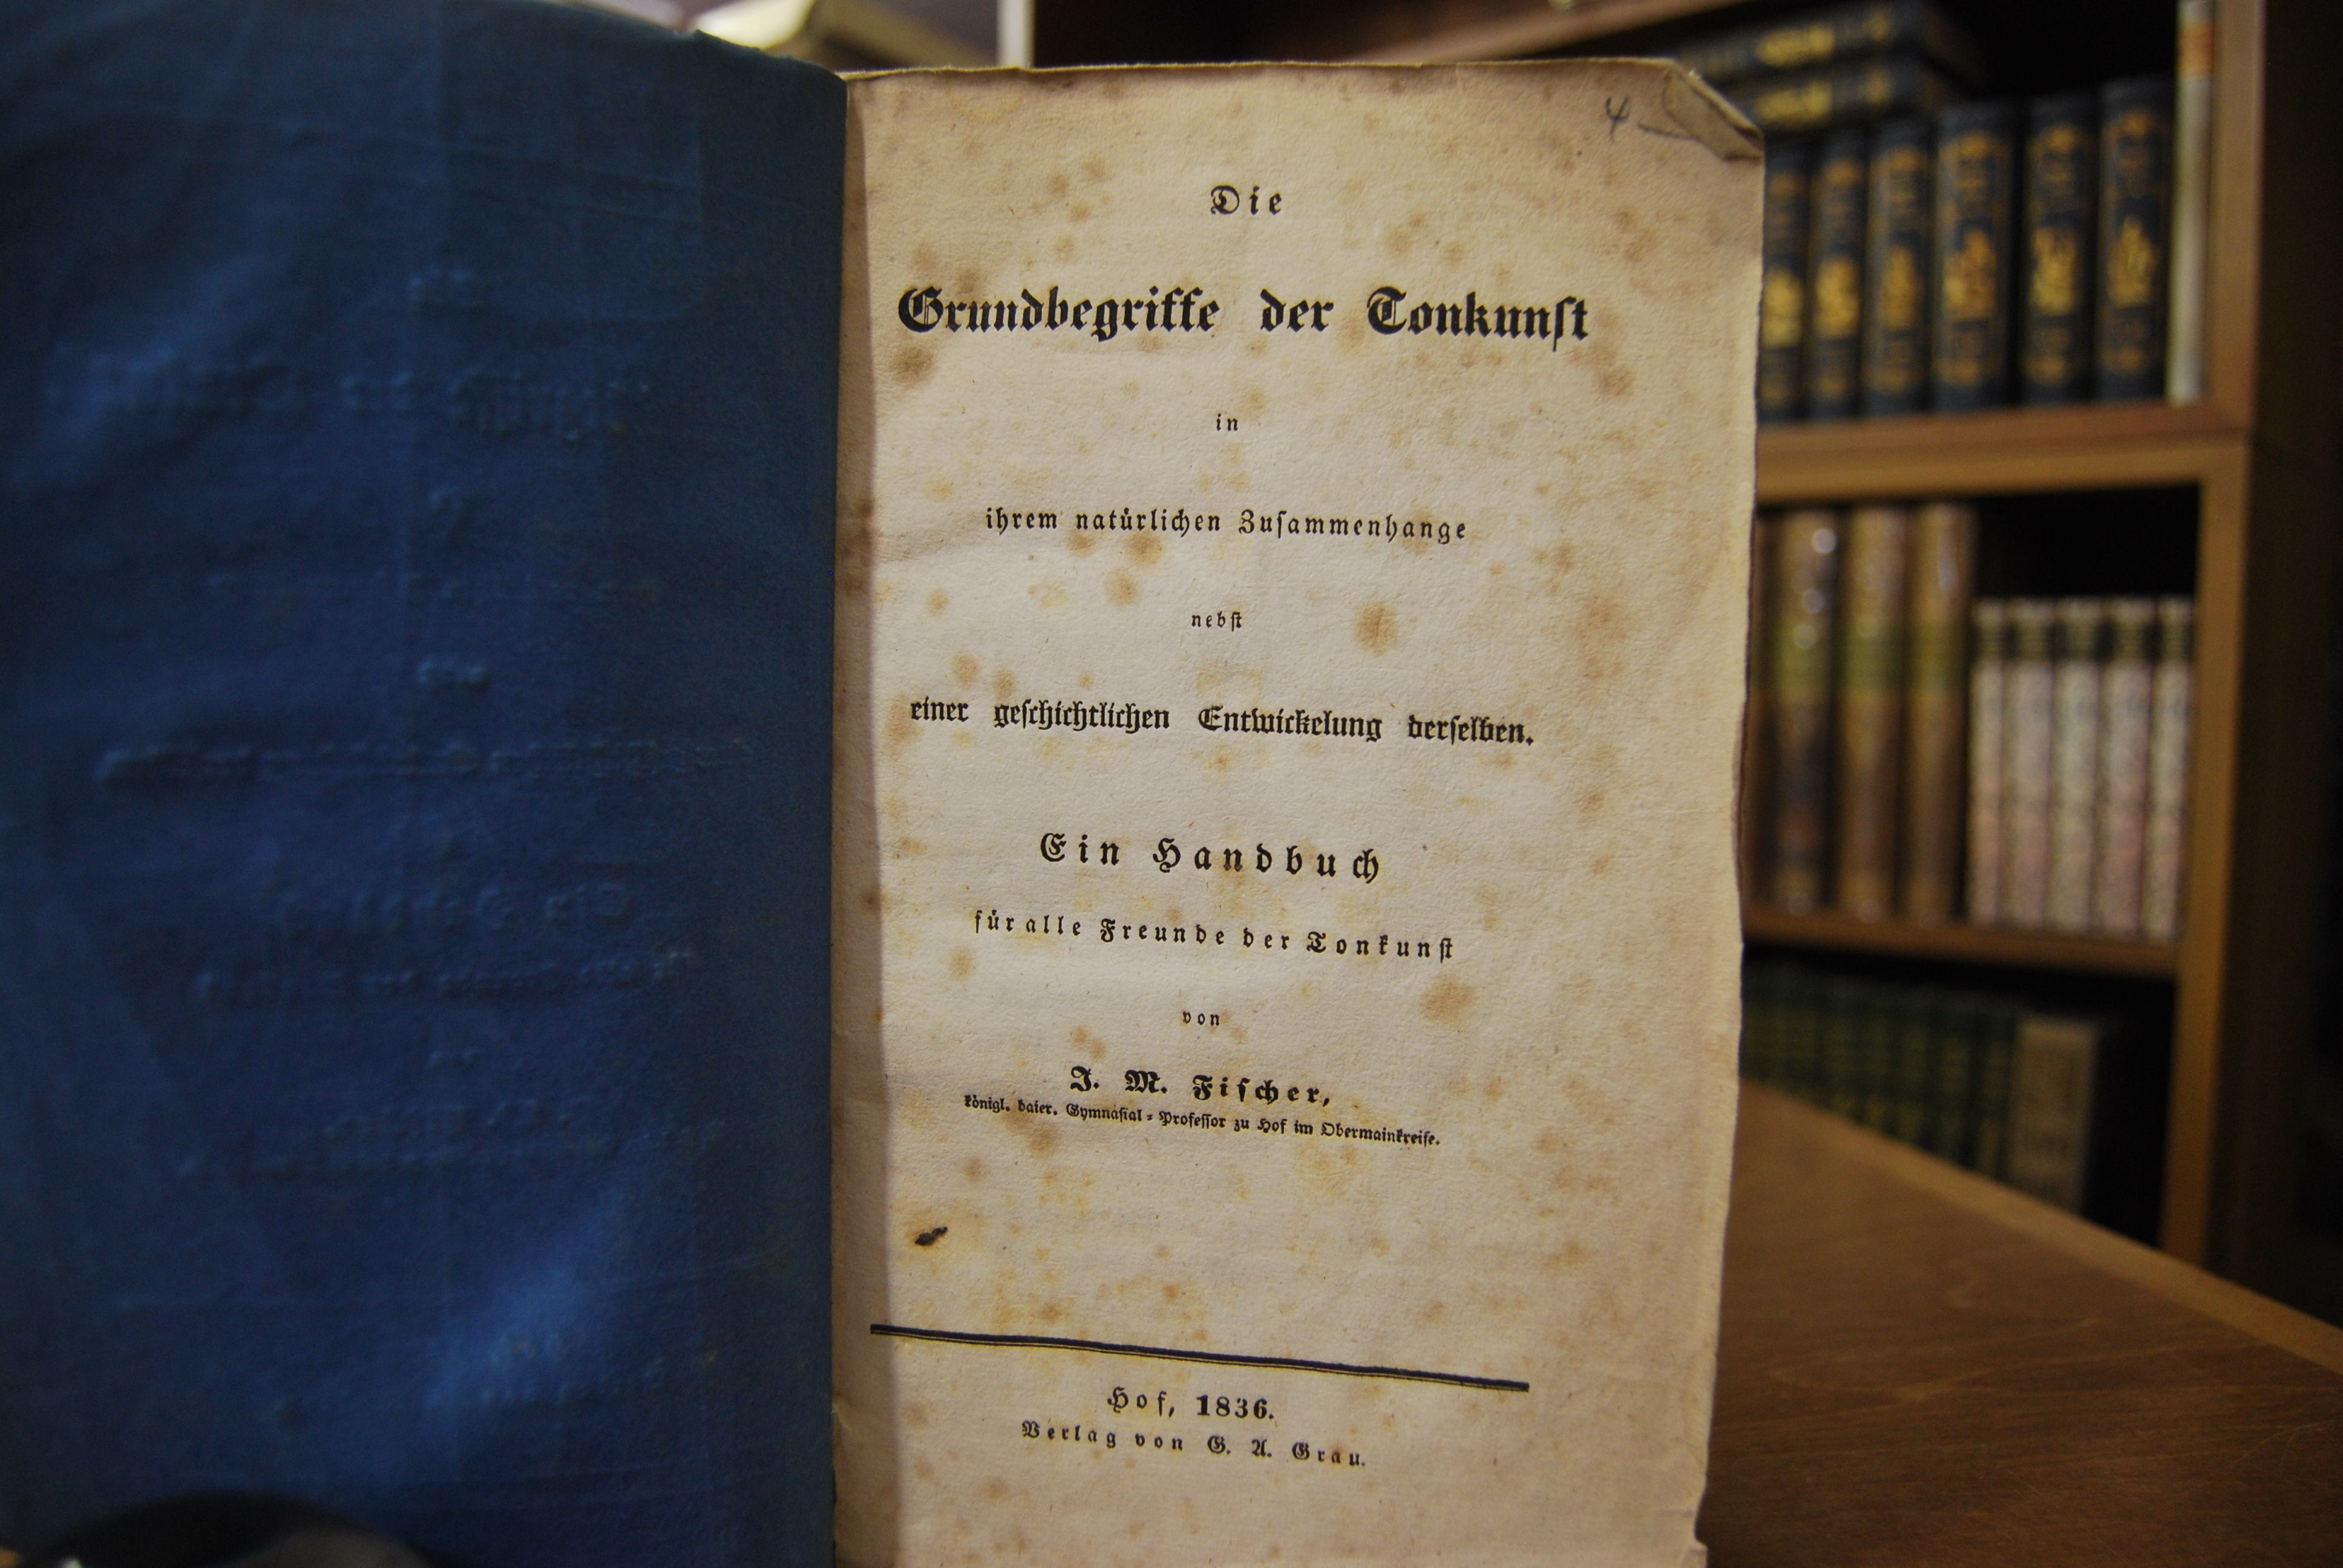 4-
Die
Grundbegriffe der Tonkunſt
in
ihrem natürlichen Zuſammenhange
nebſt
einer geſchichtlichen Entwickelung derſelben.
Ein Handbuch
für alle Freunde der Tonkunſt
von
J. M. Fiſcher,
königl. baier. Gymnaſial-Profeſſor zu Hof im Obermainkreiſe.
Hof, 1836.
Verlag von G. A. Grau.